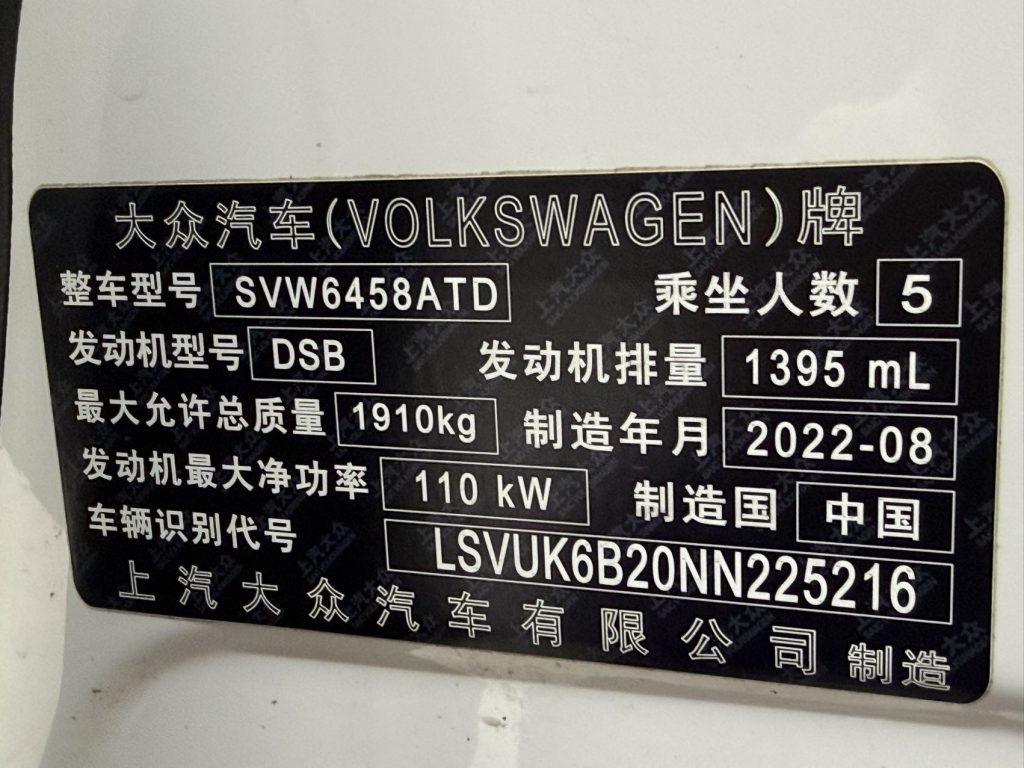 大众汽车(VOLKSWAGEN)牌
整车型号 SVW6458ATD 乘坐人数 5
发动机型号 DSB 发动机排量 1395 mL
最大允许总质量 1910kg 制造年月 2022-08
发动机最大净功率 110 kW 制造国 中国
车辆识别代号 LSVUK6B20NN225216
上汽大众汽车有限公司 制造